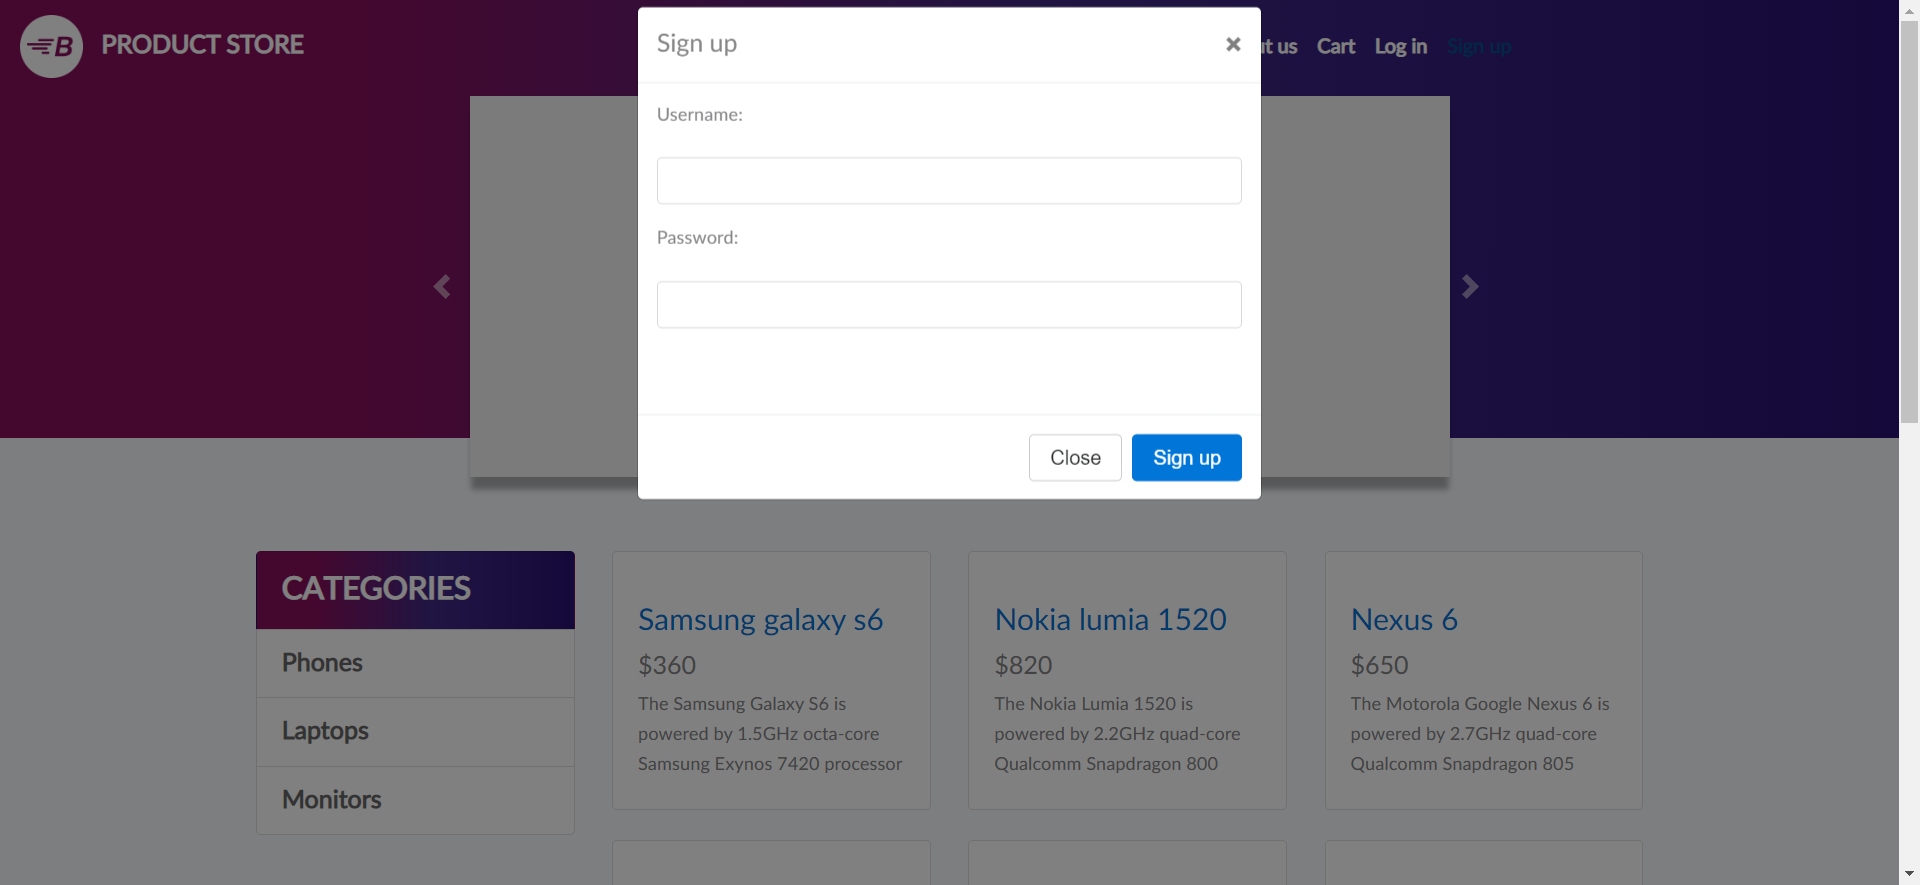 B PRODUCT STORE
Sign up
×
t us Cart Log in Sign up
Username:
Password:
Close Sign up
CATEGORIES
Phones
Laptops
Monitors
Samsung galaxy s6
$360
The Samsung Galaxy S6 is
powered by 1.5GHz octa-core
Samsung Exynos 7420 processor
Nokia lumia 1520
$820
The Nokia Lumia 1520 is
powered by 2.2GHz quad-core
Qualcomm Snapdragon 800
Nexus 6
$650
The Motorola Google Nexus 6 is
powered by 2.7GHz quad-core
Qualcomm Snapdragon 805